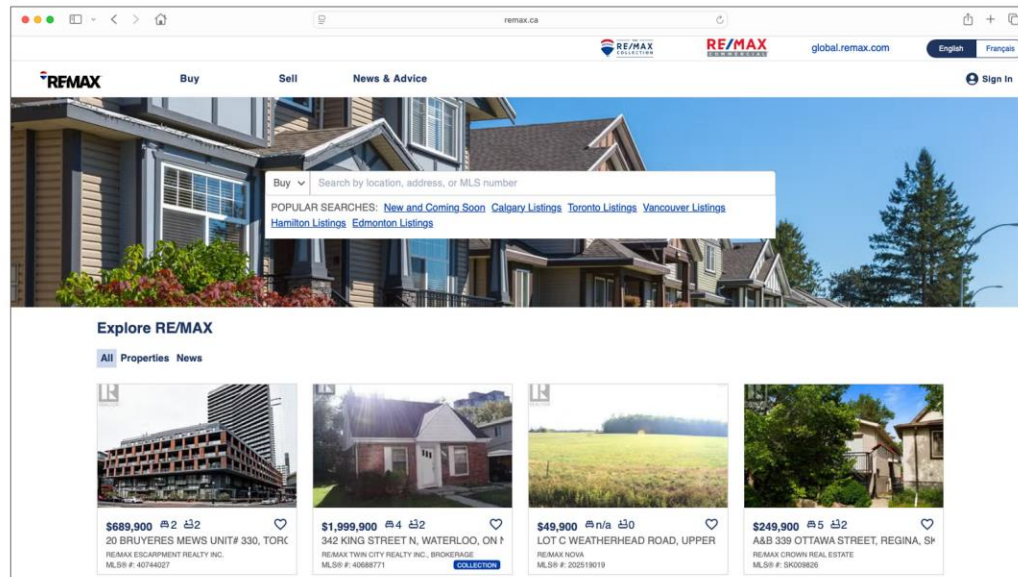 remax.ca
THE
RE/MAX
COLLECTION
RE/MAX
COMMERCIAL
global.remax.com
English
Français
REMAX
Buy
Sell
News & Advice
Sign In
Buy
Search by location, address, or MLS number
POPULAR SEARCHES: New and Coming Soon Calgary Listings Toronto Listings Vancouver Listings
Hamilton Listings Edmonton Listings
Explore RE/MAX
All Properties News
R
REALTOR
$689,900 2 2
20 BRUYERES MEWS UNIT# 330, TORO
RE/MAX ESCARPMENT REALTY INC.
MLS® #: 40744027
R
REALTOR
$1,999,900 4 2
342 KING STREET N, WATERLOO, ON N
RE/MAX TWIN CITY REALTY INC., BROKERAGE
MLS® #: 40688771
COLLECTION
R
REALTOR
$49,900 n/a 0
LOT C WEATHERHEAD ROAD, UPPER
RE/MAX NOVA
MLS® #: 202519019
R
$249,900 5 2
A&B 339 OTTAWA STREET, REGINA, SK
RE/MAX CROWN REAL ESTATE
MLS® #: SK009826